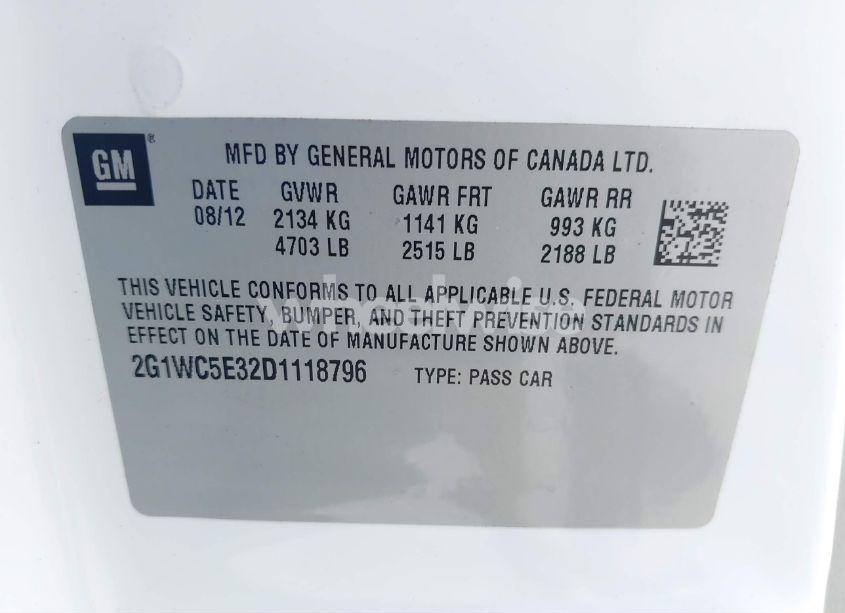 GM®
MFD BY GENERAL MOTORS OF CANADA LTD.
DATE GVWR GAWR FRT GAWR RR
08/12 2134 KG 1141 KG 993 KG
4703 LB 2515 LB 2188 LB
THIS VEHICLE CONFORMS TO ALL APPLICABLE U.S. FEDERAL MOTOR
VEHICLE SAFETY, BUMPER, AND THEFT PREVENTION STANDARDS IN
EFFECT ON THE DATE OF MANUFACTURE SHOWN ABOVE.
2G1WC5E32D1118796 TYPE: PASS CAR